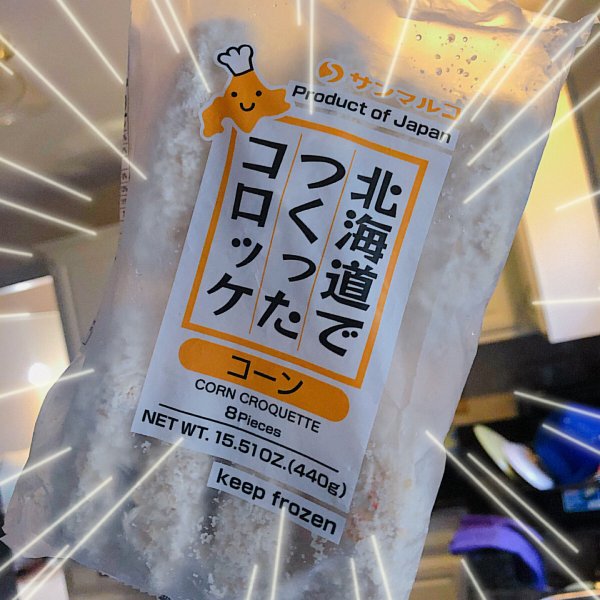 サンマルコ
Product of Japan
北海道で
つくった
コロッケ
コーン
CORN CROQUETTE
8Pieces
NET WT. 15.51OZ.(440g)
keep frozen